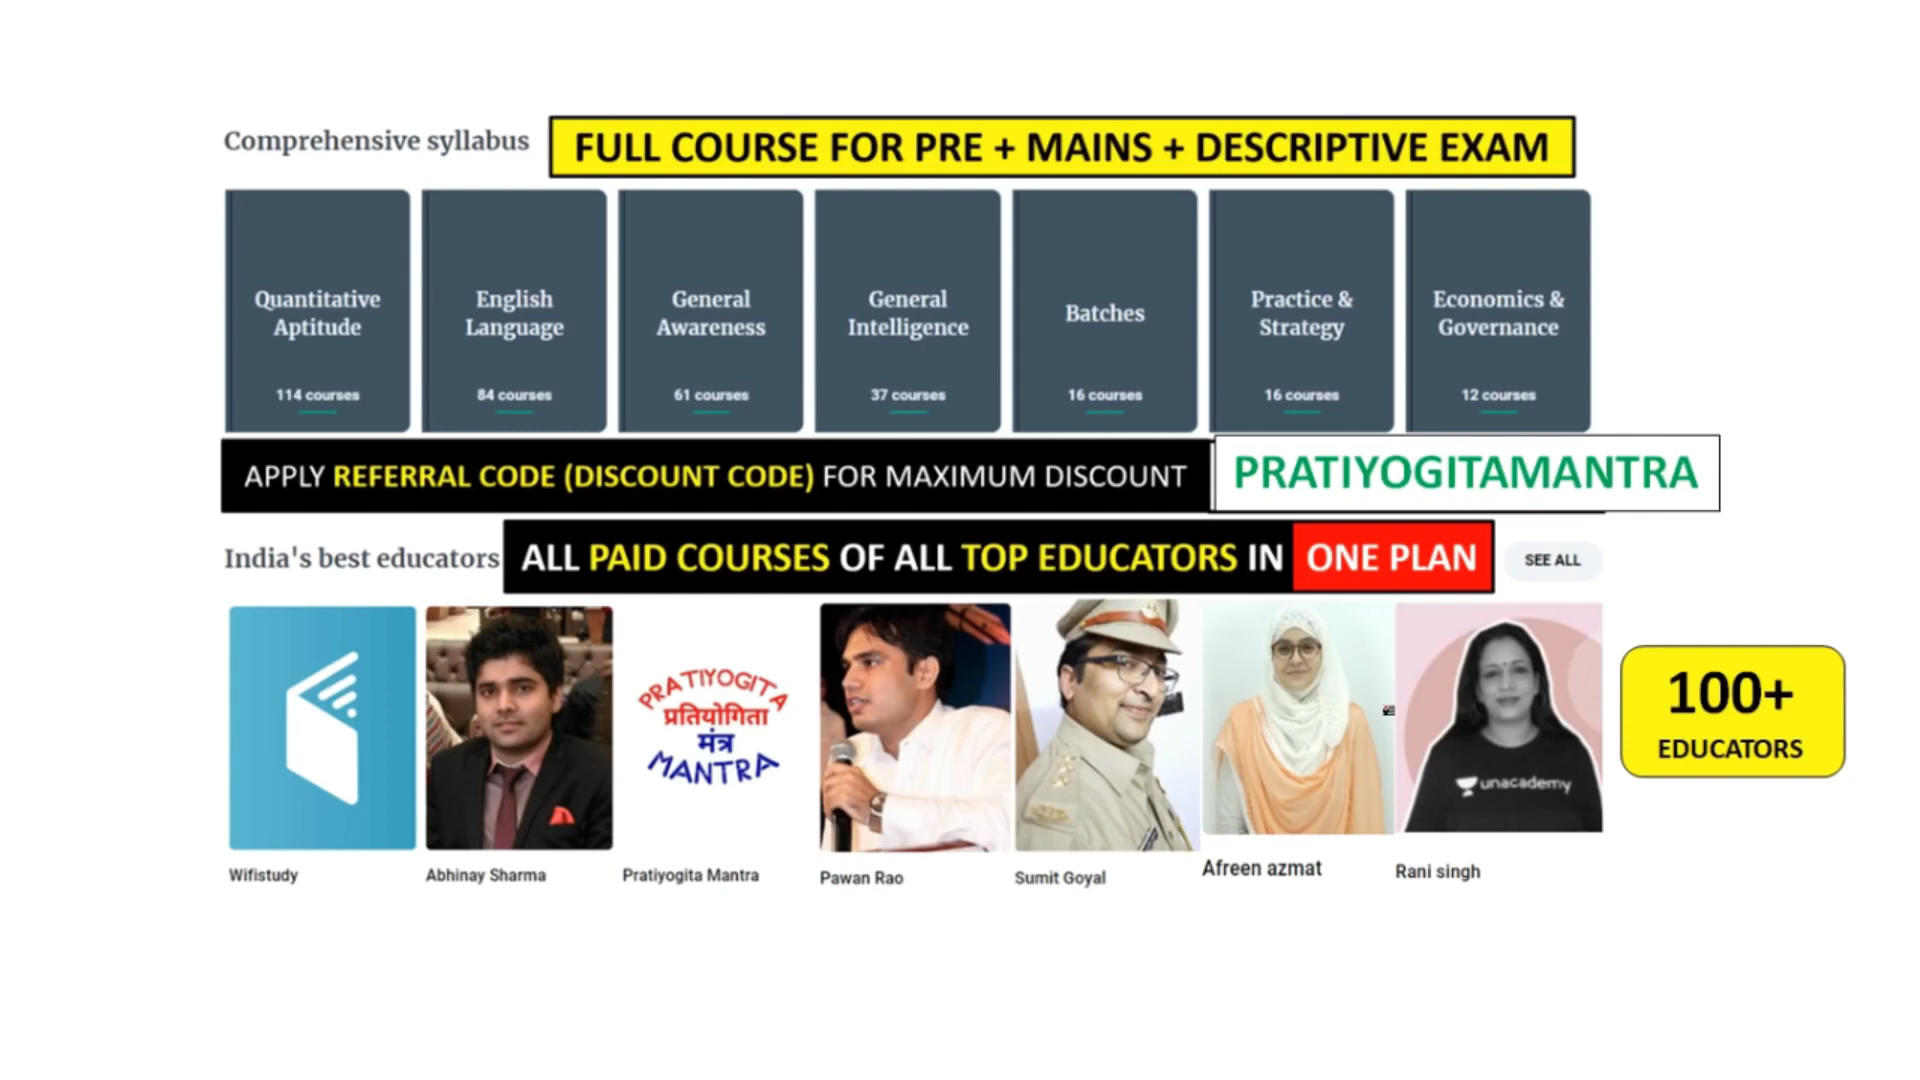 Comprehensive syllabus
FULL COURSE FOR PRE + MAINS + DESCRIPTIVE EXAM
Quantitative
Aptitude
114 courses
English
Language
84 courses
General
Awareness
61 courses
General
Intelligence
37 courses
Batches
16 courses
Practice &
Strategy
16 courses
Economics &
Governance
12 courses
APPLY REFERRAL CODE (DISCOUNT CODE) FOR MAXIMUM DISCOUNT
PRATIYOGITAMANTRA
India's best educators
ALL PAID COURSES OF ALL TOP EDUCATORS IN ONE PLAN
SEE ALL
PRATIYOGITA
प्रतियोगिता
मंत्र
MANTRA
unacademy
100+
EDUCATORS
Wifistudy
Abhinay Sharma
Pratiyogita Mantra
Pawan Rao
Sumit Goyal
Afreen azmat
Rani singh